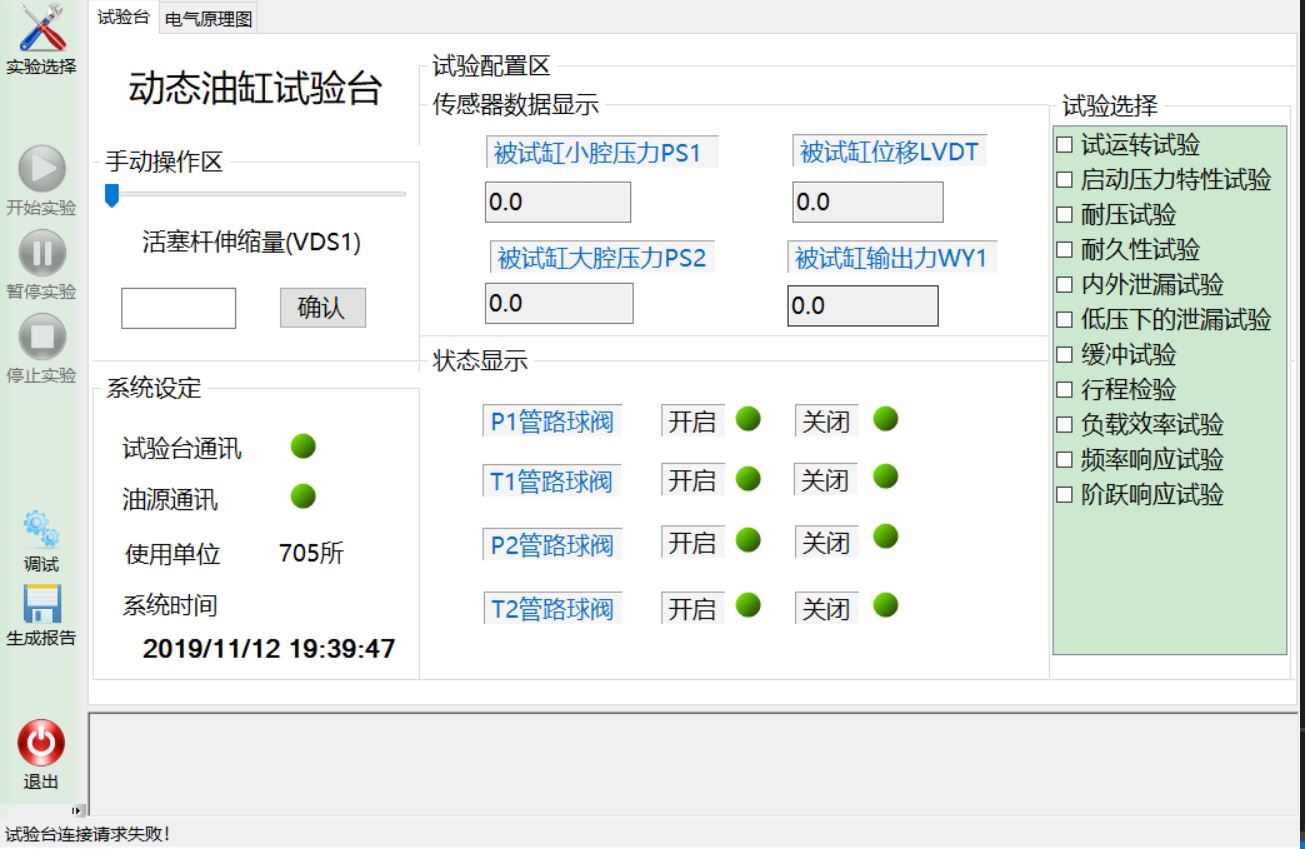 试验台
电气原理图
实验选择
开始实验
暂停实验
停止实验
调试
生成报告
退出
动态油缸试验台
手动操作区
活塞杆伸缩量(VDS1)
确认
系统设定
试验台通讯
油源通讯
使用单位 705所
系统时间
2019/11/12 19:39:47
试验配置区
传感器数据显示
被试缸小腔压力PS1
被试缸位移LVDT
0.0
0.0
被试缸大腔压力PS2
被试缸输出力WY1
0.0
0.0
状态显示
P1管路球阀 开启 关闭
T1管路球阀 开启 关闭
P2管路球阀 开启 关闭
T2管路球阀 开启 关闭
试验选择
试运转试验
启动压力特性试验
耐压试验
耐久性试验
内外泄漏试验
低压下的泄漏试验
缓冲试验
行程检验
负载效率试验
频率响应试验
阶跃响应试验
试验台连接请求失败!